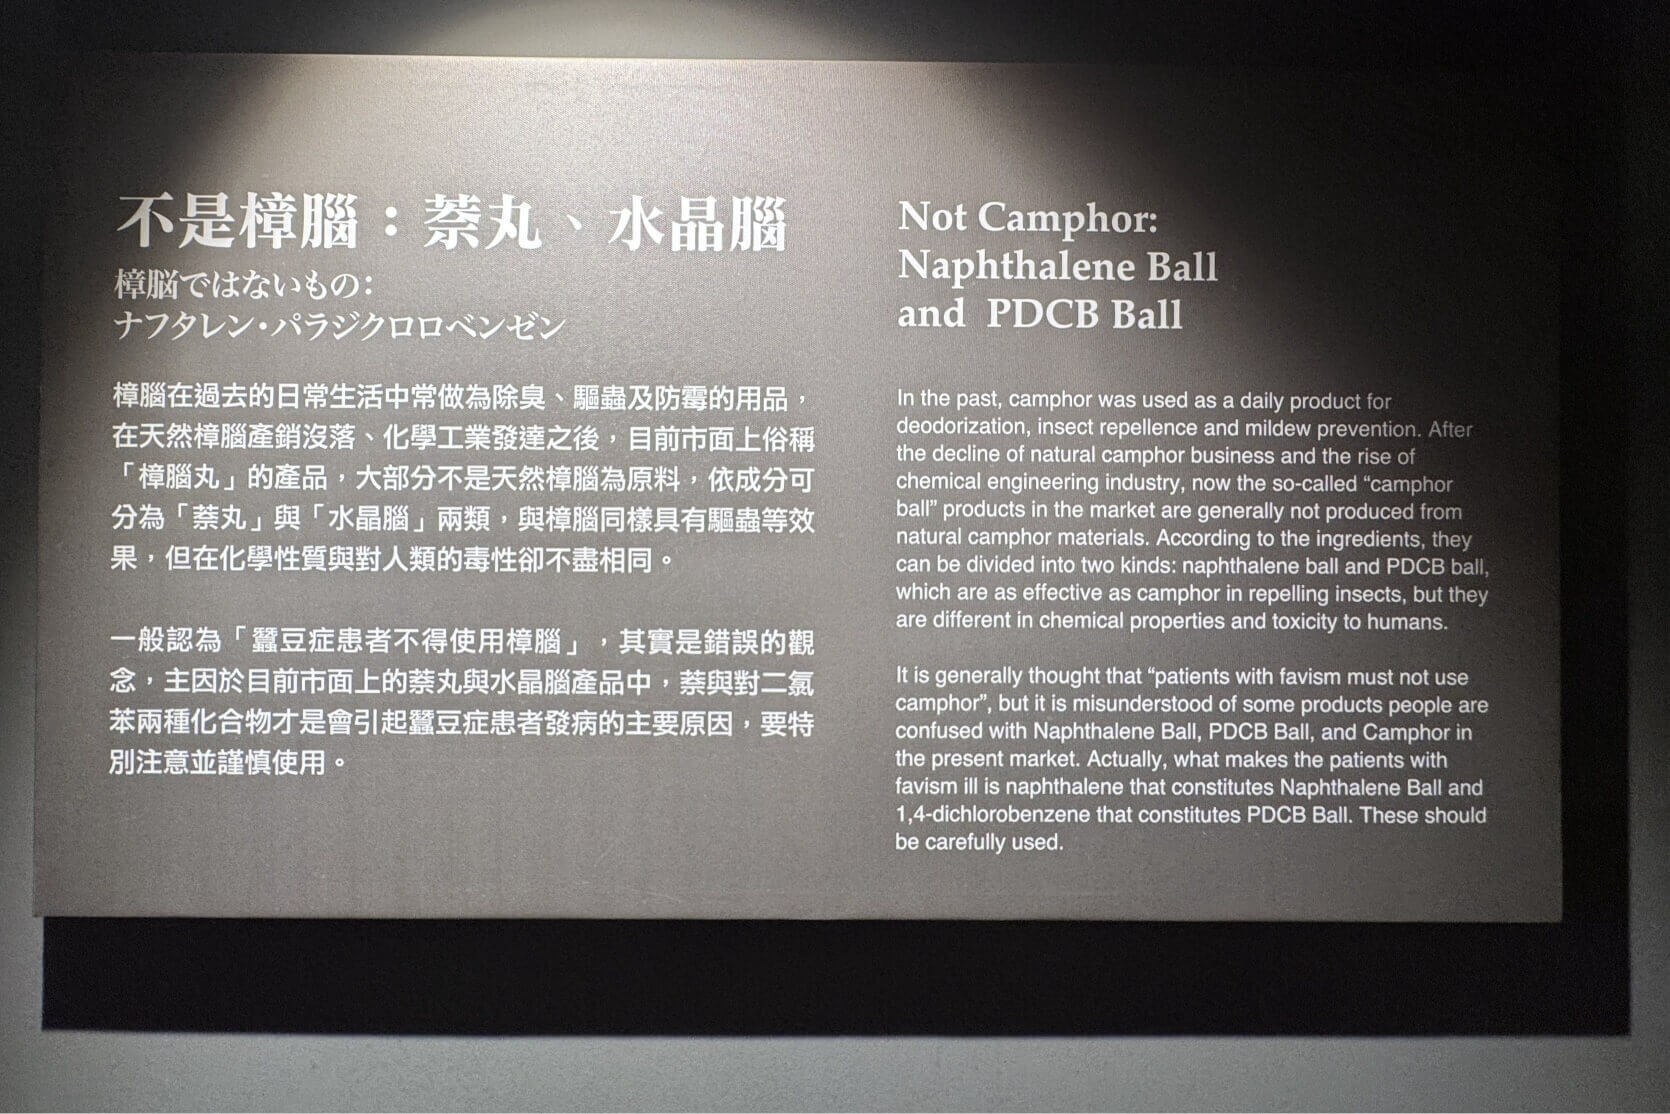 不是樟腦：萘丸、水晶腦
樟脳ではないもの：
ナフタレン・パラジクロロベンゼン
樟腦在過去的日常生活中常做為除臭、驅蟲及防霉的用品，
在天然樟腦產銷沒落、化學工業發達之後，目前市面上俗稱
「樟腦丸」的產品，大部分不是天然樟腦為原料，依成分可
分為「萘丸」與「水晶腦」兩類，與樟腦同樣具有驅蟲等效
果，但在化學性質與對人類的毒性卻不盡相同。
一般認為「蠶豆症患者不得使用樟腦」，其實是錯誤的觀
念，主因於目前市面上的萘丸與水晶腦產品中，萘與對二氯
苯兩種化合物才是會引起蠶豆症患者發病的主要原因，要特
別注意並謹慎使用。
Not Camphor:
Naphthalene Ball
and PDCB Ball
In the past, camphor was used as a daily product for
deodorization, insect repellence and mildew prevention. After
the decline of natural camphor business and the rise of
chemical engineering industry, now the so-called “camphor
ball” products in the market are generally not produced from
natural camphor materials. According to the ingredients, they
can be divided into two kinds: naphthalene ball and PDCB ball,
which are as effective as camphor in repelling insects, but they
are different in chemical properties and toxicity to humans.
It is generally thought that “patients with favism must not use
camphor”, but it is misunderstood of some products people are
confused with Naphthalene Ball, PDCB Ball, and Camphor in
the present market. Actually, what makes the patients with
favism ill is naphthalene that constitutes Naphthalene Ball and
1,4-dichlorobenzene that constitutes PDCB Ball. These should
be carefully used.